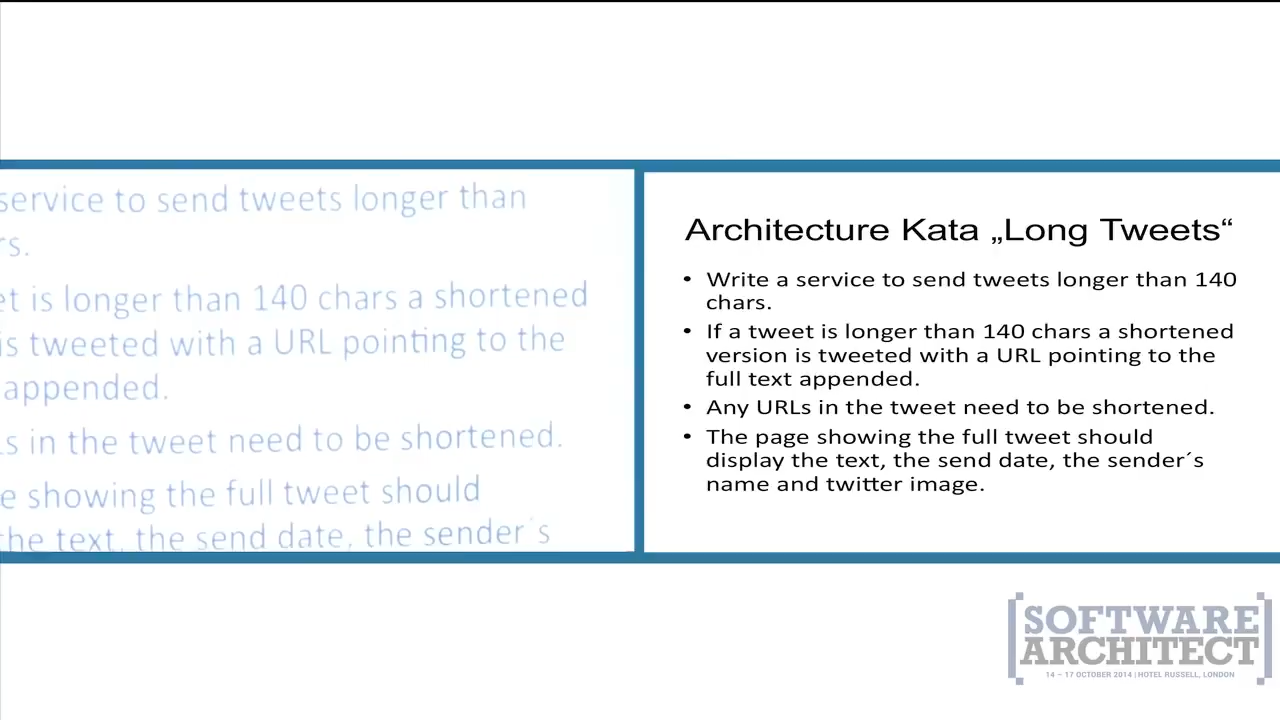 service to send tweets longer than
rs.
et is longer than 140 chars a shortened
is tweeted with a URL pointing to the
appended.
s in the tweet need to be shortened.
e showing the full tweet should
the text, the send date, the sender´s
Architecture Kata „Long Tweets“
• Write a service to send tweets longer than 140
chars.
• If a tweet is longer than 140 chars a shortened
version is tweeted with a URL pointing to the
full text appended.
• Any URLs in the tweet need to be shortened.
• The page showing the full tweet should
display the text, the send date, the sender´s
name and twitter image.
[SOFTWARE
ARCHITECT]
14 – 17 OCTOBER 2014 | HOTEL RUSSELL, LONDON